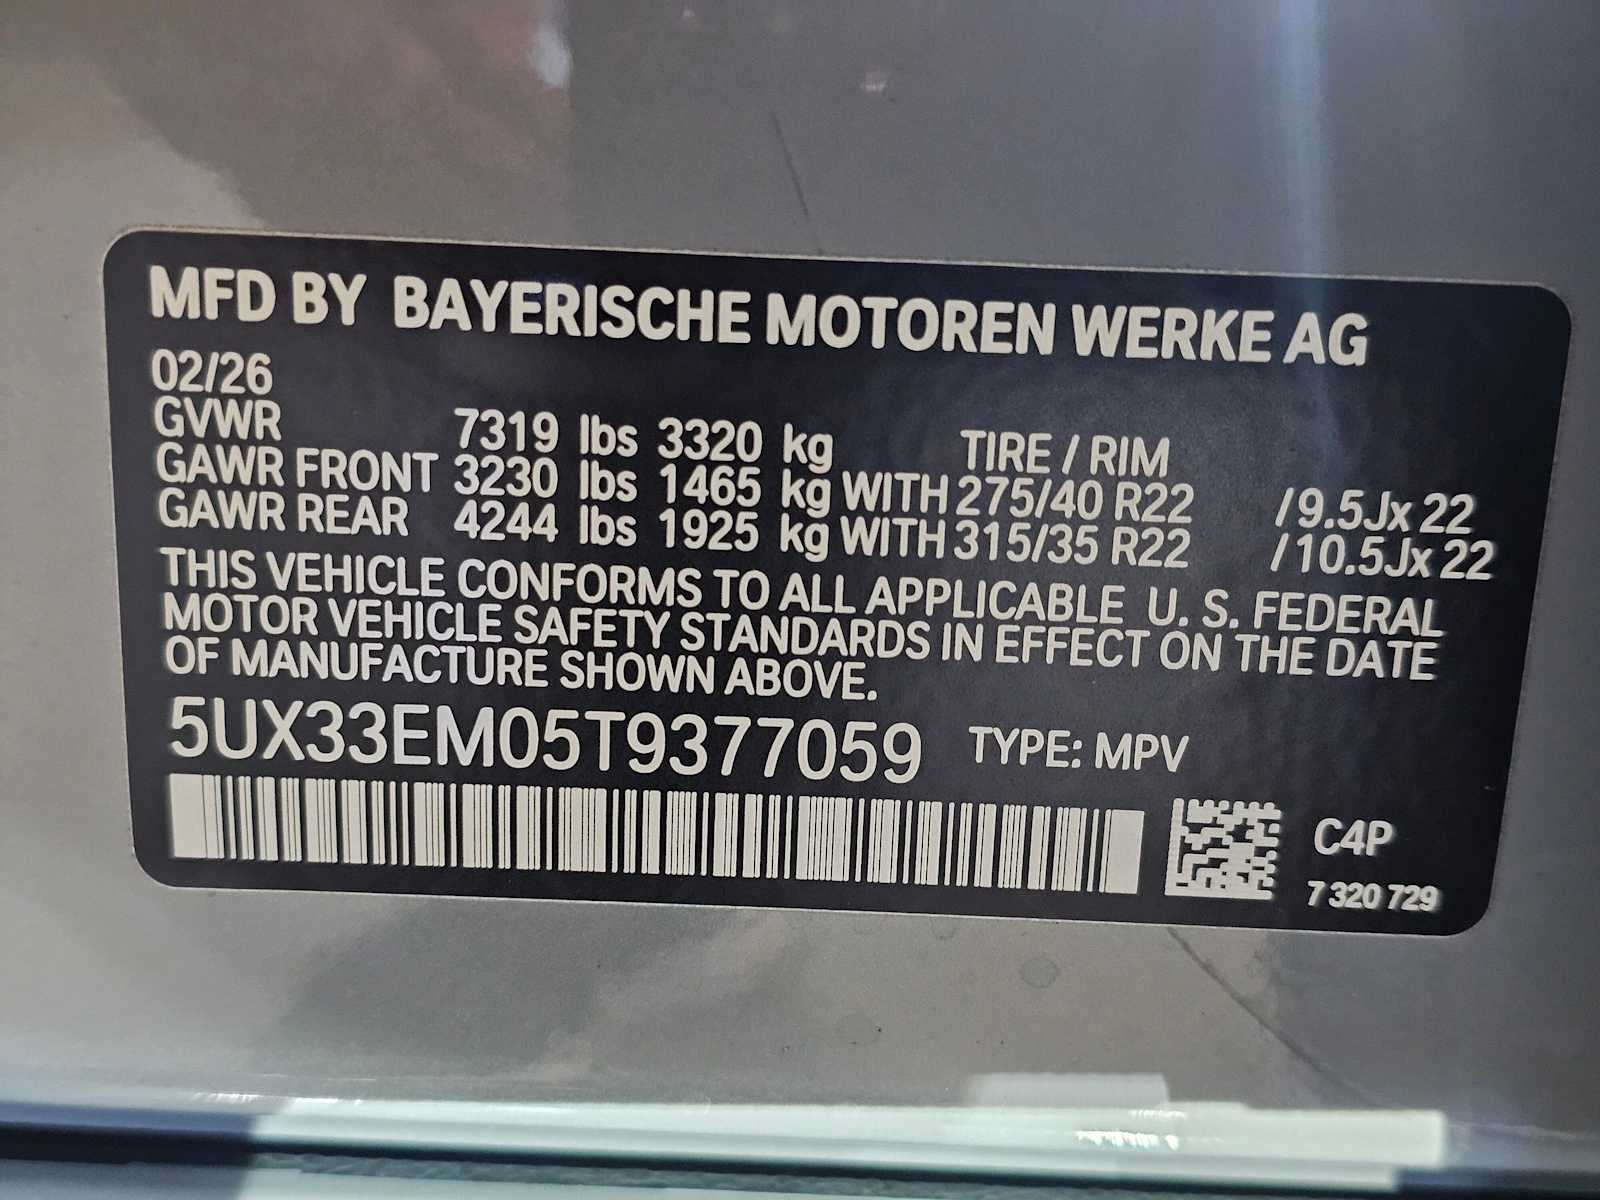 MFD BY BAYERISCHE MOTOREN WERKE AG
02/26
GVWR 7319 lbs 3320 kg TIRE / RIM
GAWR FRONT 3230 lbs 1465 kg WITH 275/40 R22 /9.5Jx 22
GAWR REAR 4244 lbs 1925 kg WITH 315/35 R22 /10.5Jx 22
THIS VEHICLE CONFORMS TO ALL APPLICABLE U. S. FEDERAL
MOTOR VEHICLE SAFETY STANDARDS IN EFFECT ON THE DATE
OF MANUFACTURE SHOWN ABOVE.
5UX33EM05T9377059 TYPE: MPV
C4P
7 320 729